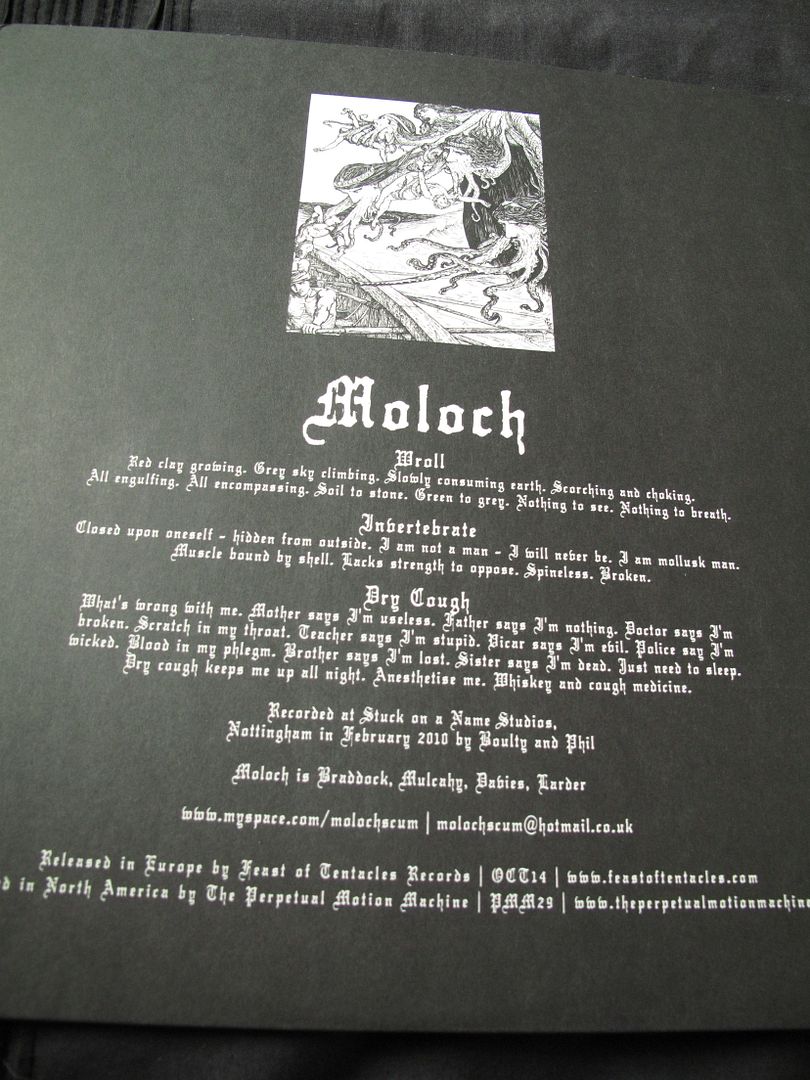 Moloch
Wroll
Red clay growing. Grey sky climbing. Slowly consuming earth. Scorching and choking.
All engulfing. All encompassing. Soil to stone. Green to grey. Nothing to see. Nothing to breath.
Invertebrate
Closed upon oneself - hidden from outside. I am not a man - I will never be. I am mollusk man.
Muscle bound by shell. Lacks strength to oppose. Spineless. Broken.
Dry Cough
What's wrong with me. Mother says I'm useless. Father says I'm nothing. Doctor says I'm
broken. Scratch in my throat. Teacher says I'm stupid. Vicar says I'm evil. Police say I'm
wicked. Blood in my phlegm. Brother says I'm lost. Sister says I'm dead. Just need to sleep.
Dry cough keeps me up all night. Anesthetise me. Whiskey and cough medicine.
Recorded at Stuck on a Name Studios,
Nottingham in February 2010 by Boulty and Phil
Moloch is Braddock, Mulcahy, Davies, Larder
www.myspace.com/molochscum | molochscum@hotmail.co.uk
Released in Europe by Feast of Tentacles Records | OCT14 | www.feastoftentacles.com
in North America by The Perpetual Motion Machine | PMM29 | www.theperpetualmotionmachine